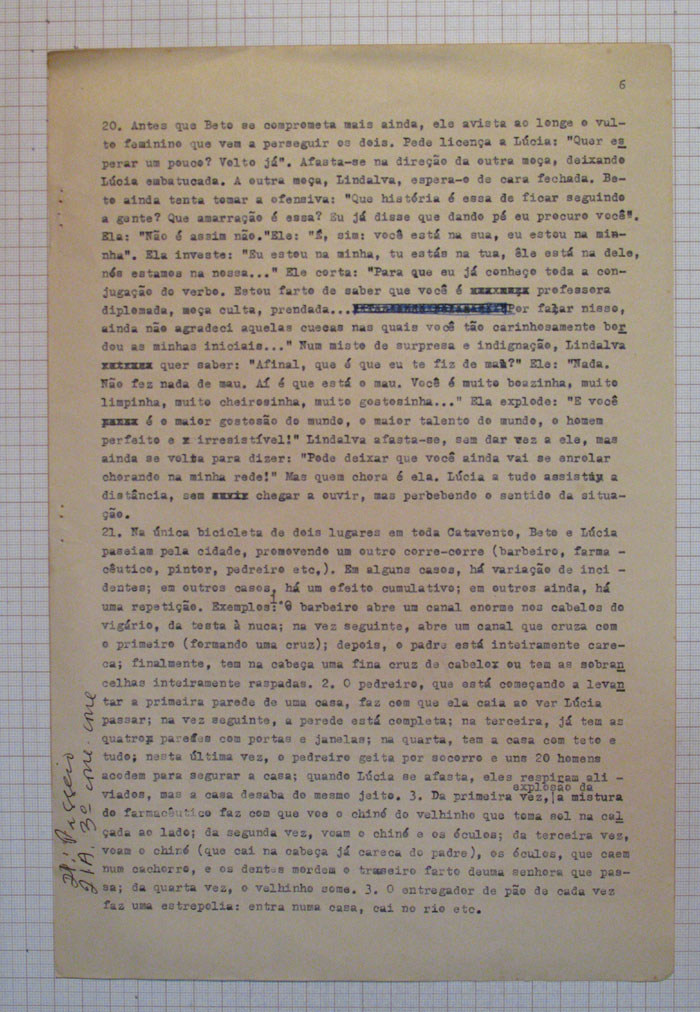 6
20. Antes que Beto se comprometa mais ainda, ele avista ao longe o vul-
to feminino que vem a perseguir os dois. Pede licença a Lúcia: "Quer es
perar um pouco? Volto já". Afasta-se na direção da outra moça, deixando
Lúcia embatucada. A outra moça, Lindalva, espera-o de cara fechada. Be-
to ainda tenta tomar a ofensiva: "Que história é essa de ficar seguindo
a gente? Que amarração é essa? Eu já disse que dando pé eu procuro você".
Ela: "Não é assim não."Ele: "É, sim: você está na sua, eu estou na mi-
nha". Ela investe: "Eu estou na minha, tu estás na tua, êle está na dele,
nós estamos na nossa..." Ele corta: "Para que eu já conheço toda a con-
jugação do verbo. Estou farto de saber que você é professora
diplomada, moça culta, prendada... Por falar nisso,
ainda não agradeci aquelas cuecas nas quais você tão carinhosamente bor
dou as minhas iniciais..." Num misto de surpresa e indignação, Lindalva
quer saber: "Afinal, que é que eu te fiz de mau?" Ele: "Nada.
Não fez nada de mau. Aí é que está o mau. Você é muito boazinha, muito
limpinha, muito cheirosinha, muito gostosinha..." Ela explode: "E você
é o maior gostosão do mundo, o maior talento do mundo, o homem
perfeito e irresistível!" Lindalva afasta-se, sem dar vez a ele, mas
ainda se volta para dizer: "Pode deixar que você ainda vai se enrolar
chorando na minha rede!" Mas quem chora é ela. Lúcia a tudo assistiu a
distância, sem chegar a ouvir, mas perbebendo o sentido da situa-
ção.
21. Na única bicicleta de dois lugares em toda Catavento, Beto e Lúcia
passiam pela cidade, promovendo um outro corre-corre (barbeiro, farma -
cêutico, pintor, pedreiro etc,). Em alguns casos, há variação de inci -
dentes; em outros casos, há um efeito cumulativo; em outros ainda, há
uma repetição. Exemplos: O barbeiro abre um canal enorme nos cabelos do
vigário, da testa à nuca; na vez seguinte, abre um canal que cruza com
o primeiro (formando uma cruz); depois, o padre está inteiramente care-
ca; finalmente, tem na cabeça uma fina cruz de cabelox ou tem as sobran
celhas inteiramente raspadas. 2. O pedreiro, que está começando a levan
tar a primeira parede de uma casa, faz com que ela caia ao ver Lúcia
passar; na vez seguinte, a perede está completa; na terceira, já tem as
quatro paredes com portas e janelas; na quarta, tem a casa com teto e
tudo; nesta última vez, o pedreiro grita por socorro e uns 20 homens
acodem para segurar a casa; quando Lúcia se afasta, eles respiram ali -
viados, mas a casa desaba do mesmo jeito. 3. Da primeira vez, a explosão da mistura
do farmacêutico faz com que voe o chiné do velhinho que toma sol na cal
çada ao lado; da segunda vez, voam o chiné e os óculos; da terceira vez,
voam o chiné (que cai na cabeça já careca do padre), os óculos, que caem
num cachorro, e os dentes mordem o traseiro farto deuma senhora que pas-
sa; da quarta vez, o velhinho some. 3. O entregador de pão de cada vez
faz uma estrepolia: entra numa casa, cai no rio etc.
21. Passeio
21A. 3º corre corre